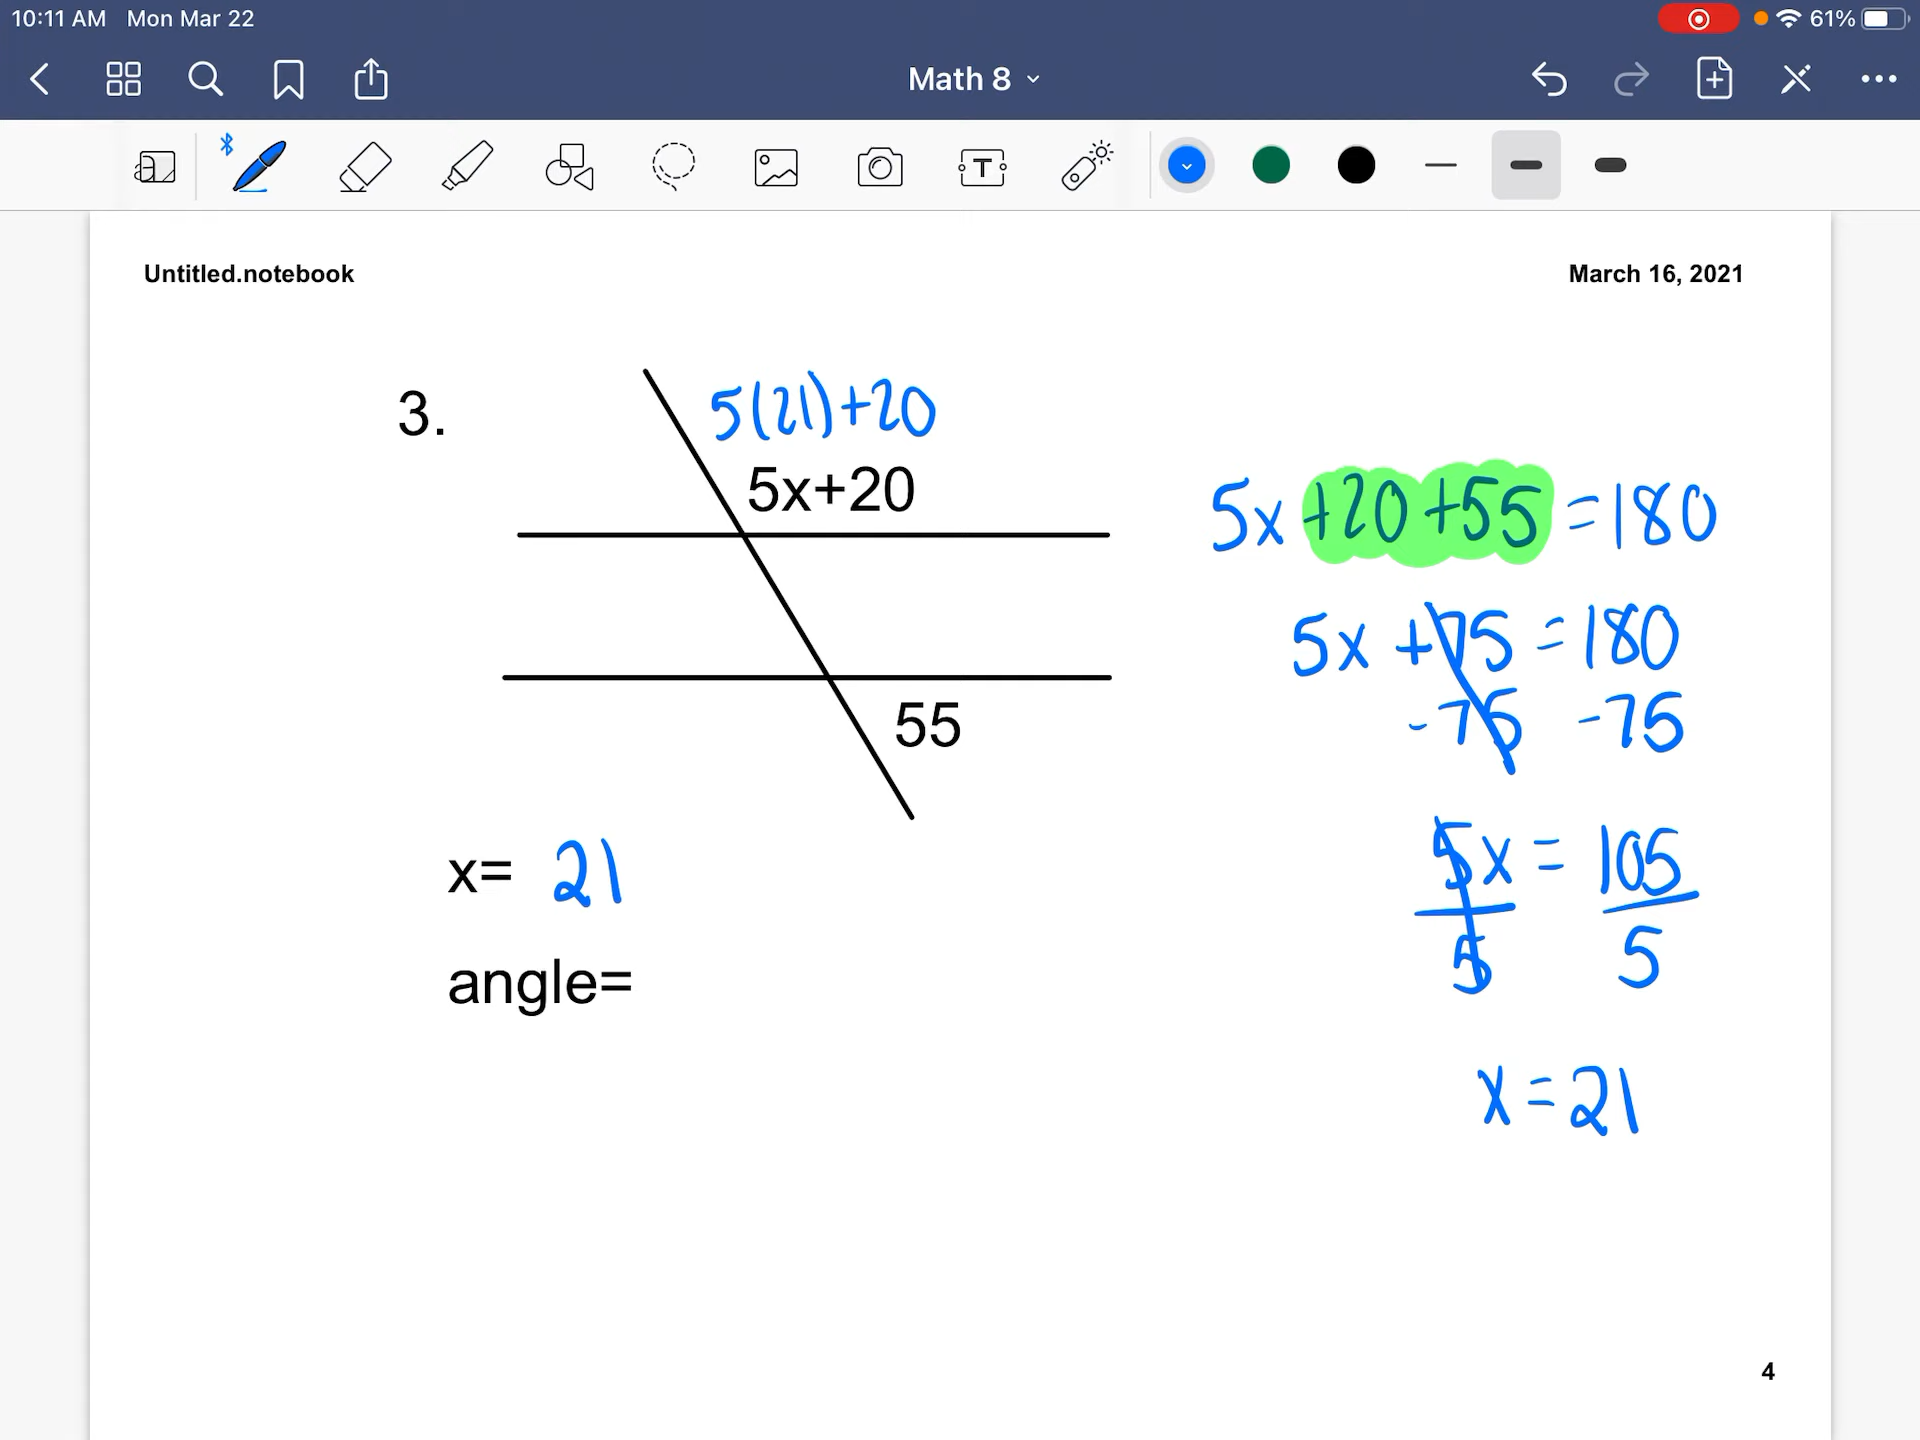 10:11 AM Mon Mar 22
61%
Math 8
T
Untitled.notebook
March 16, 2021
3.
5(21)+20
5x+20
55
x= 21
angle=
5x +20 +55 = 180
5x +75 = 180
-75 -75
5x = 105
5 5
x = 21
4